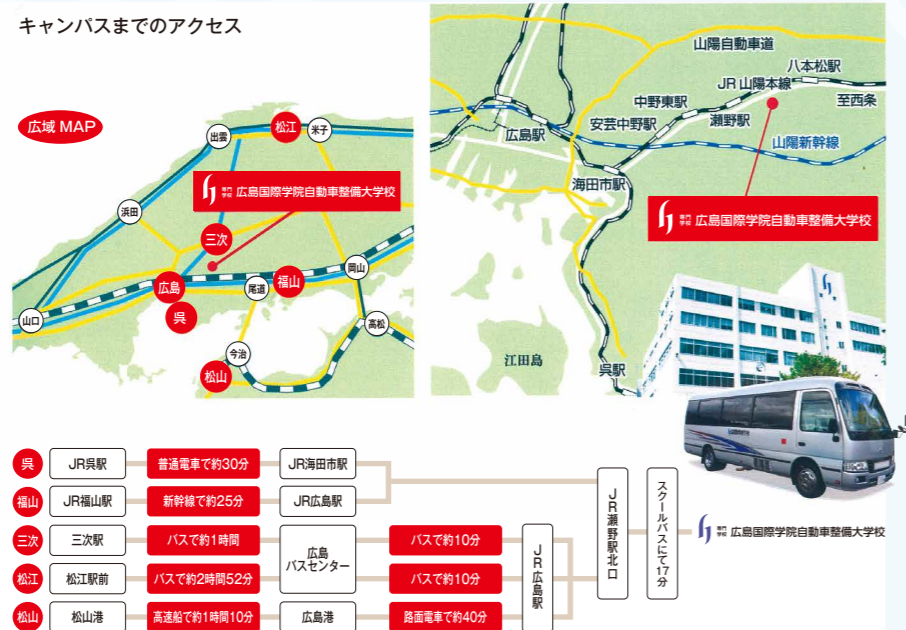 キャンパスまでのアクセス
広域 MAP
出雲
松江
米子
専門学校 広島国際学院自動車整備大学校
浜田
三次
広島
呉
尾道
福山
岡山
山口
高松
今治
松山
山陽自動車道
八本松駅
JR 山陽本線
至西条
中野東駅
瀬野駅
安芸中野駅
広島駅
山陽新幹線
海田市駅
専門学校 広島国際学院自動車整備大学校
江田島
呉駅
呉 JR呉駅 普通電車で約30分 JR海田市駅
福山 JR福山駅 新幹線で約25分 JR広島駅
三次 三次駅 バスで約1時間
広島
バスセンター
バスで約10分
松江 松江駅前 バスで約2時間52分
バスで約10分
松山 松山港 高速船で約1時間10分 広島港 路面電車で約40分
JR広島駅
JR瀬野駅北口
スクールバスにて17分
専門学校 広島国際学院自動車整備大学校